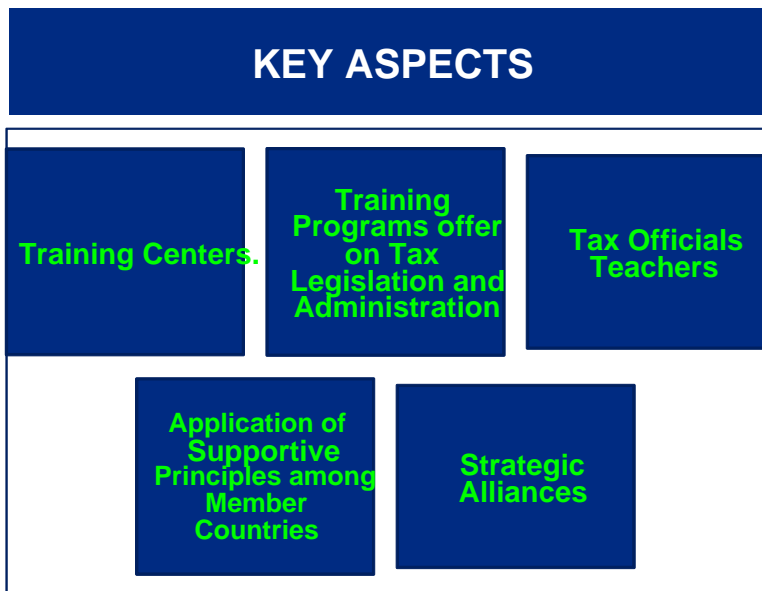 KEY ASPECTS
Training Centers.
Training
Programs offer
on Tax
Legislation and
Administration
Tax Officials
Teachers
Application of
Supportive
Principles among
Member
Countries
Strategic
Alliances